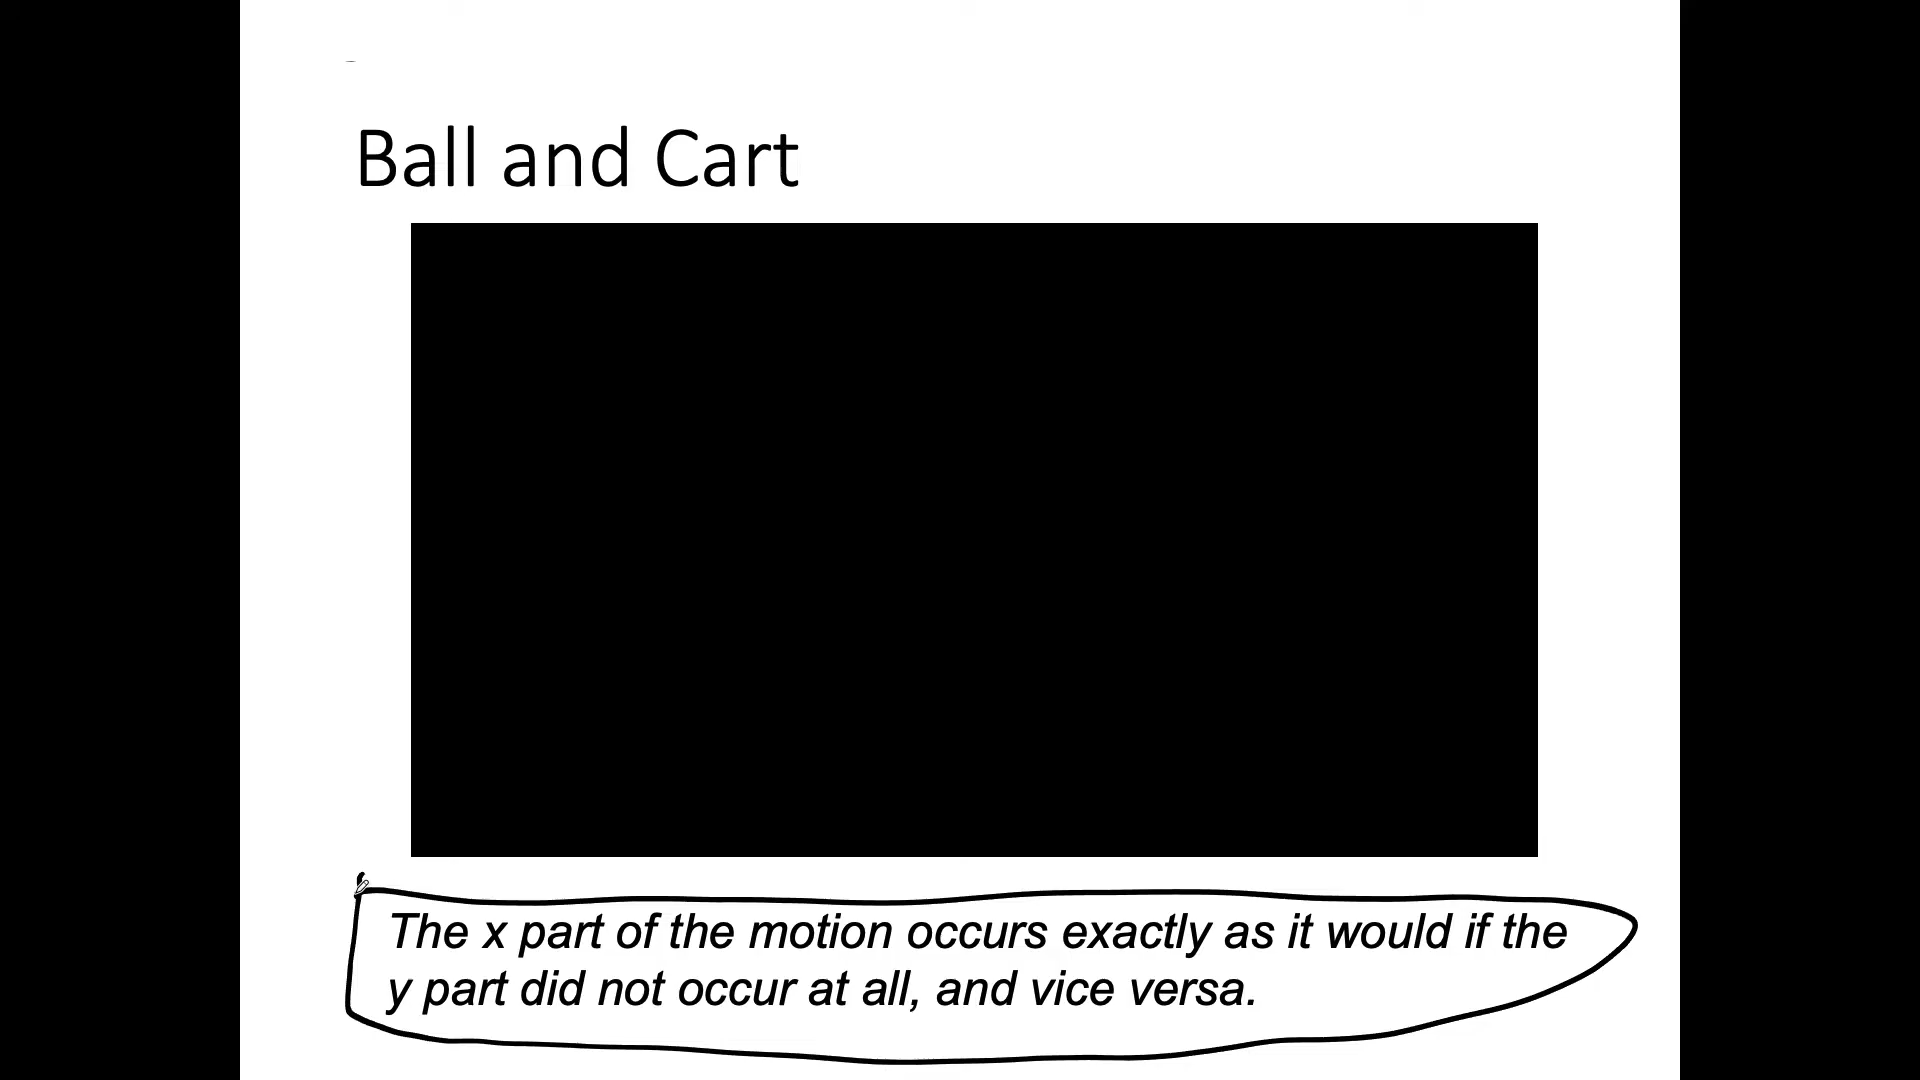 Ball and Cart
The x part of the motion occurs exactly as it would if the
y part did not occur at all, and vice versa.